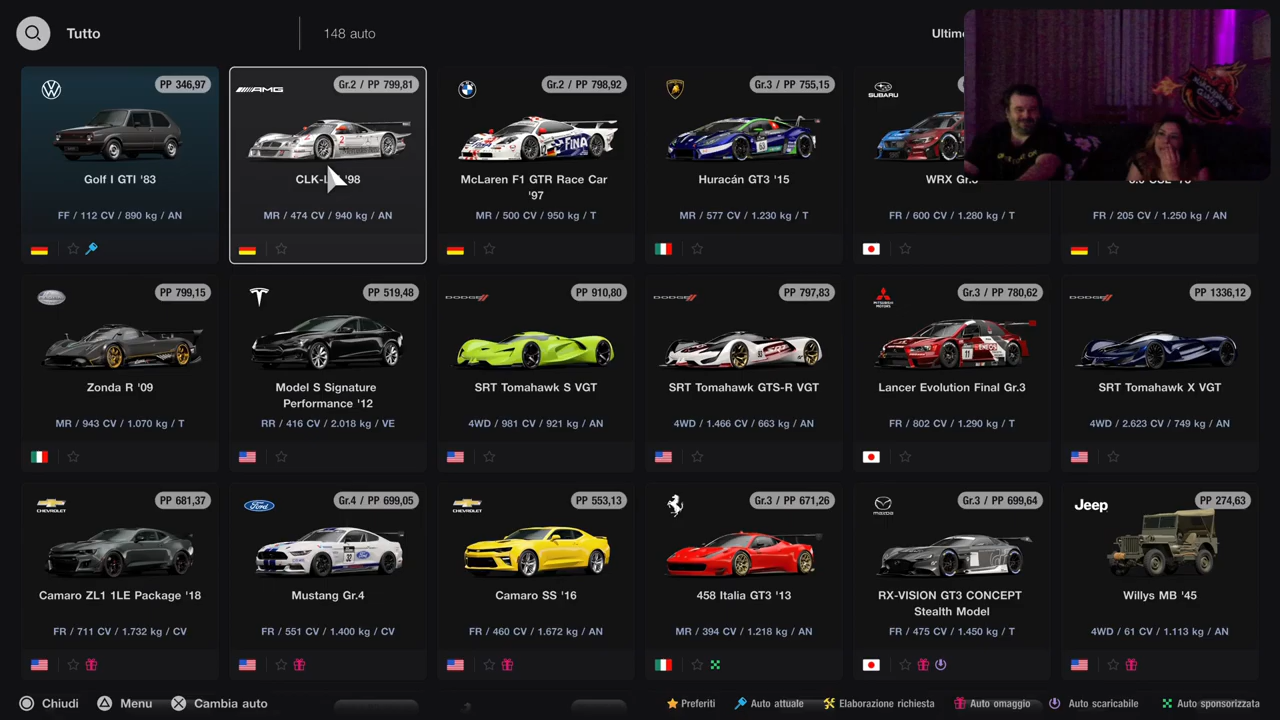 Tutto
148 auto
PP 346,97
Golf I GTI '83
FF / 112 CV / 890 kg / AN
AMG
Gr.2 / PP 799,81
'98
MR / 474 CV / 940 kg / AN
Gr.2 / PP 798,92
McLaren F1 GTR Race Car
'97
MR / 500 CV / 950 kg / T
Gr.3 / PP 755,15
Huracán GT3 '15
MR / 577 CV / 1.230 kg / T
SUBARU
FR / 600 CV / 1.280 kg / T
FR / 205 CV / 1.250 kg / AN
PP 799,15
Zonda R '09
MR / 943 CV / 1.070 kg / T
PP 519,48
Model S Signature
Performance '12
RR / 416 CV / 2.018 kg / VE
DODGE
PP 910,80
SRT Tomahawk S VGT
4WD / 981 CV / 921 kg / AN
DODGE
PP 797,83
SRT Tomahawk GTS-R VGT
4WD / 1.466 CV / 663 kg / AN
MITSUBISHI MOTORS
Gr.3 / PP 780,62
Lancer Evolution Final Gr.3
FR / 802 CV / 1.290 kg / T
DODGE
PP 1336,12
SRT Tomahawk X VGT
4WD / 2.623 CV / 749 kg / AN
CHEVROLET
PP 681,37
Camaro ZL1 1LE Package '18
FR / 711 CV / 1.732 kg / CV
Ford
Gr.4 / PP 699,05
Mustang Gr.4
FR / 551 CV / 1.400 kg / CV
CHEVROLET
PP 553,13
Camaro SS '16
FR / 460 CV / 1.672 kg / AN
Gr.3 / PP 671,26
458 Italia GT3 '13
MR / 394 CV / 1.218 kg / AN
mazda
Gr.3 / PP 699,64
RX-VISION GT3 CONCEPT
Stealth Model
FR / 475 CV / 1.450 kg / T
Jeep
PP 274,63
Willys MB '45
4WD / 61 CV / 1.113 kg / AN
Chiudi
Menu
Cambia auto
Preferiti
Auto attuale
Elaborazione richiesta
Auto omaggio
Auto scaricabile
Auto sponsorizzata